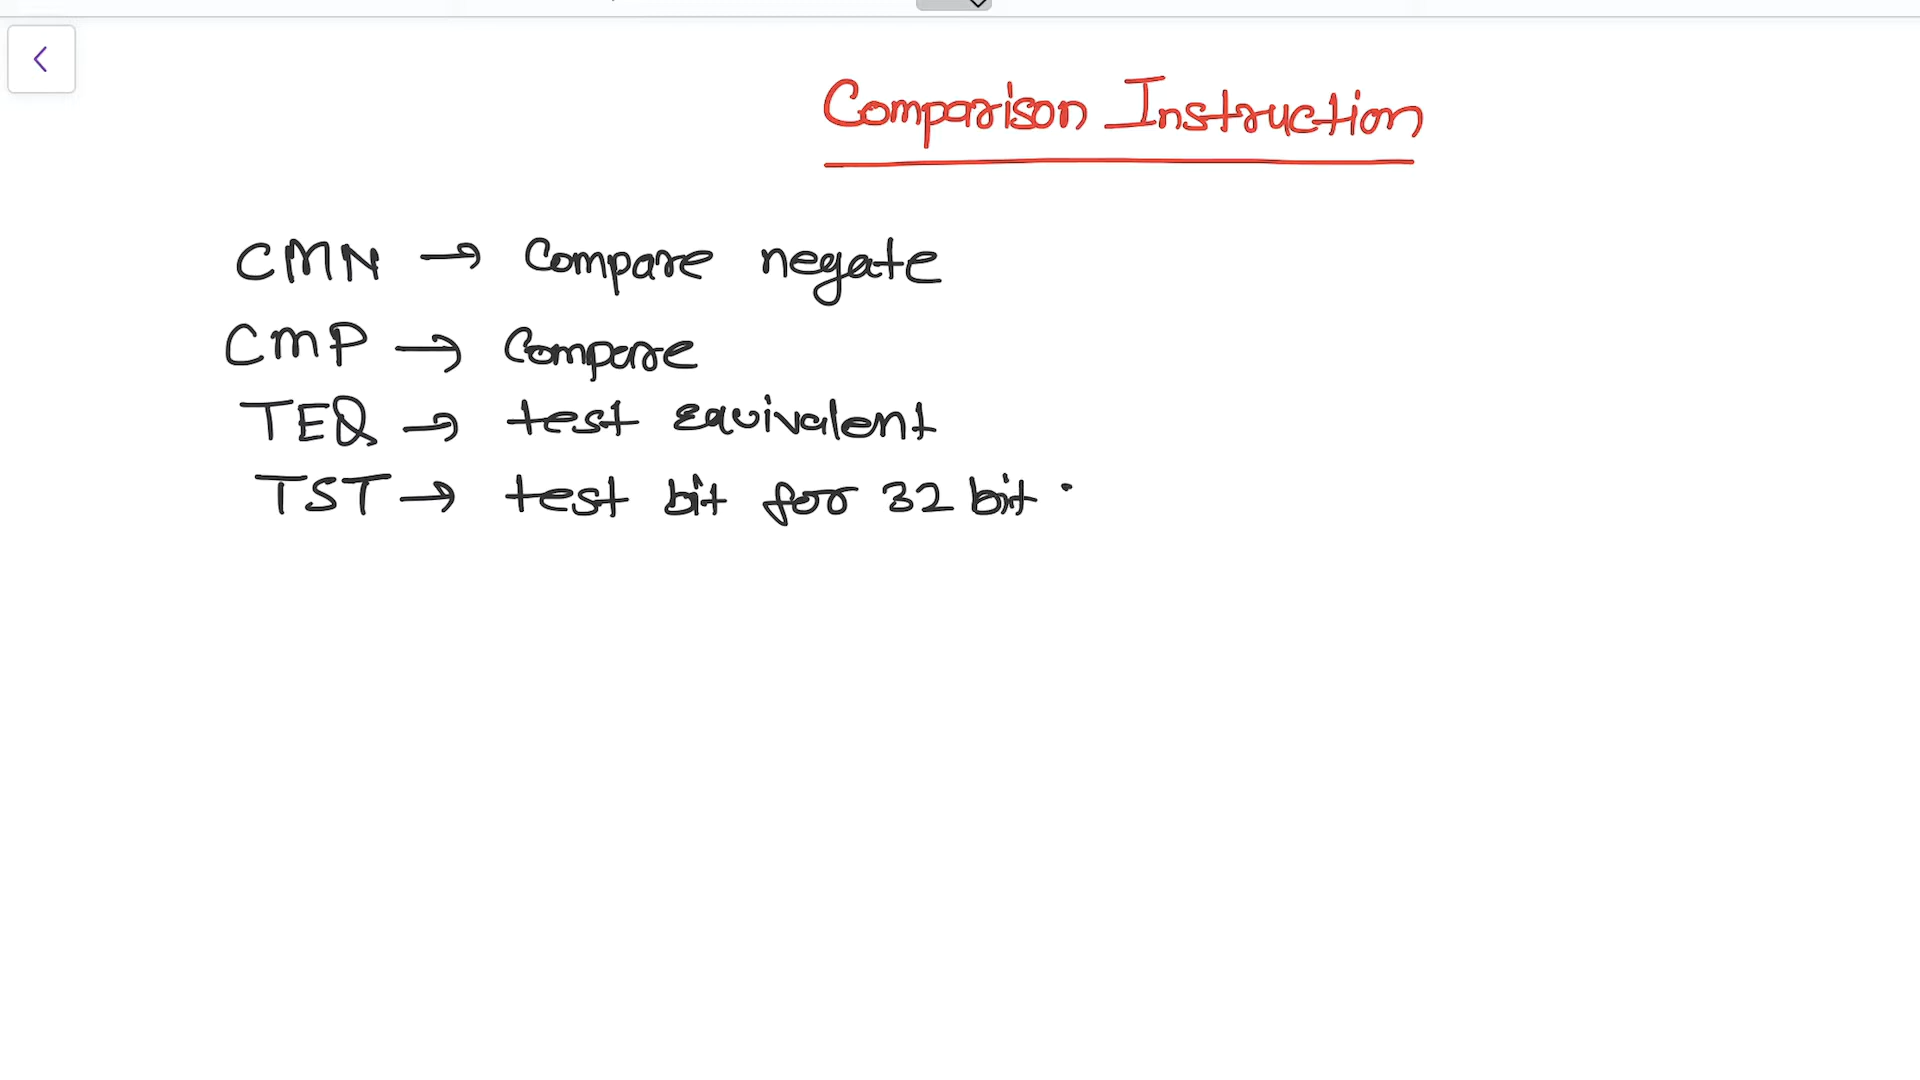 Comparison Instruction
CMN → Compare negate
CMP → Compare
TEQ → test equivalent
TST → test bit for 32 bit .